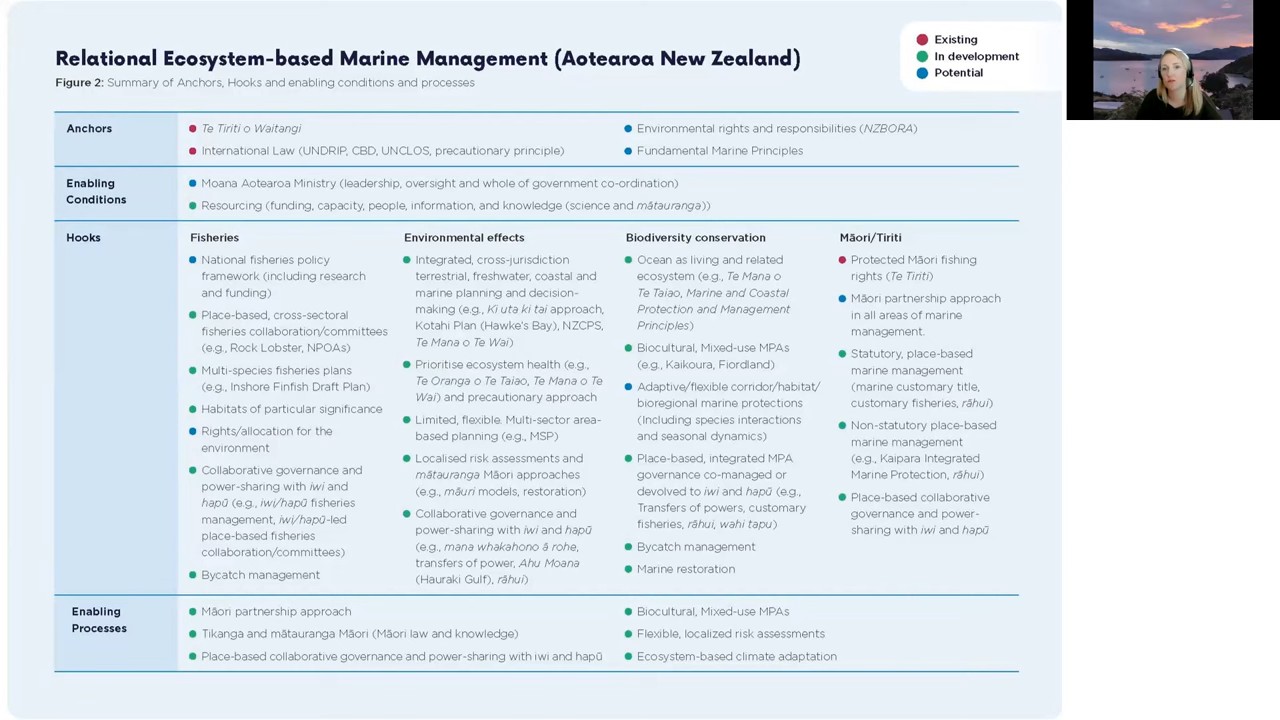 Relational Ecosystem-based Marine Management (Aotearoa New Zealand)
Figure 2: Summary of Anchors, Hooks and enabling conditions and processes
Existing
In development
Potential
Anchors
Te Tiriti o Waitangi
International Law (UNDRIP, CBD, UNCLOS, precautionary principle)
Environmental rights and responsibilities (NZBORA)
Fundamental Marine Principles
Enabling
Conditions
Moana Aotearoa Ministry (leadership, oversight and whole of government co-ordination)
Resourcing (funding, capacity, people, information, and knowledge (science and mātauranga))
Hooks
Fisheries
National fisheries policy
framework (including research
and funding)
Place-based, cross-sectoral
fisheries collaboration/committees
(e.g., Rock Lobster, NPOAs)
Multi-species fisheries plans
(e.g., Inshore Finfish Draft Plan)
Habitats of particular significance
Rights/allocation for the
environment
Collaborative governance and
power-sharing with iwi and
hapū (e.g., iwi/hapū fisheries
management, iwi/hapū-led
place-based fisheries
collaboration/committees)
Bycatch management
Environmental effects
Integrated, cross-jurisdiction
terrestrial, freshwater, coastal and
marine planning and decision-
making (e.g., Ki uta ki tai approach,
Kotahi Plan (Hawke's Bay), NZCPS,
Te Mana o Te Wai)
Prioritise ecosystem health (e.g.,
Te Oranga o Te Taiao, Te Mana o Te
Wai) and precautionary approach
Limited, flexible. Multi-sector area-
based planning (e.g., MSP)
Localised risk assessments and
mātauranga Māori approaches
(e.g., māuri models, restoration)
Collaborative governance and
power-sharing with iwi and hapū
(e.g., mana whakahono ā rohe,
transfers of power, Ahu Moana
(Hauraki Gulf), rāhui)
Biodiversity conservation
Ocean as living and related
ecosystem (e.g., Te Mana o
Te Taiao, Marine and Coastal
Protection and Management
Principles)
Biocultural, Mixed-use MPAs
(e.g., Kaikoura, Fiordland)
Adaptive/flexible corridor/habitat/
bioregional marine protections
(Including species interactions
and seasonal dynamics)
Place-based, integrated MPA
governance co-managed or
devolved to iwi and hapū (e.g.,
Transfers of powers, customary
fisheries, rāhui, wahi tapu)
Bycatch management
Marine restoration
Māori/Tiriti
Protected Māori fishing
rights (Te Tiriti)
Māori partnership approach
in all areas of marine
management.
Statutory, place-based
marine management
(marine customary title,
customary fisheries, rāhui)
Non-statutory place-based
marine management
(e.g., Kaipara Integrated
Marine Protection, rāhui)
Place-based collaborative
governance and power-
sharing with iwi and hapū
Enabling
Processes
Māori partnership approach
Tikanga and mātauranga Māori (Māori law and knowledge)
Place-based collaborative governance and power-sharing with iwi and hapū
Biocultural, Mixed-use MPAs
Flexible, localized risk assessments
Ecosystem-based climate adaptation